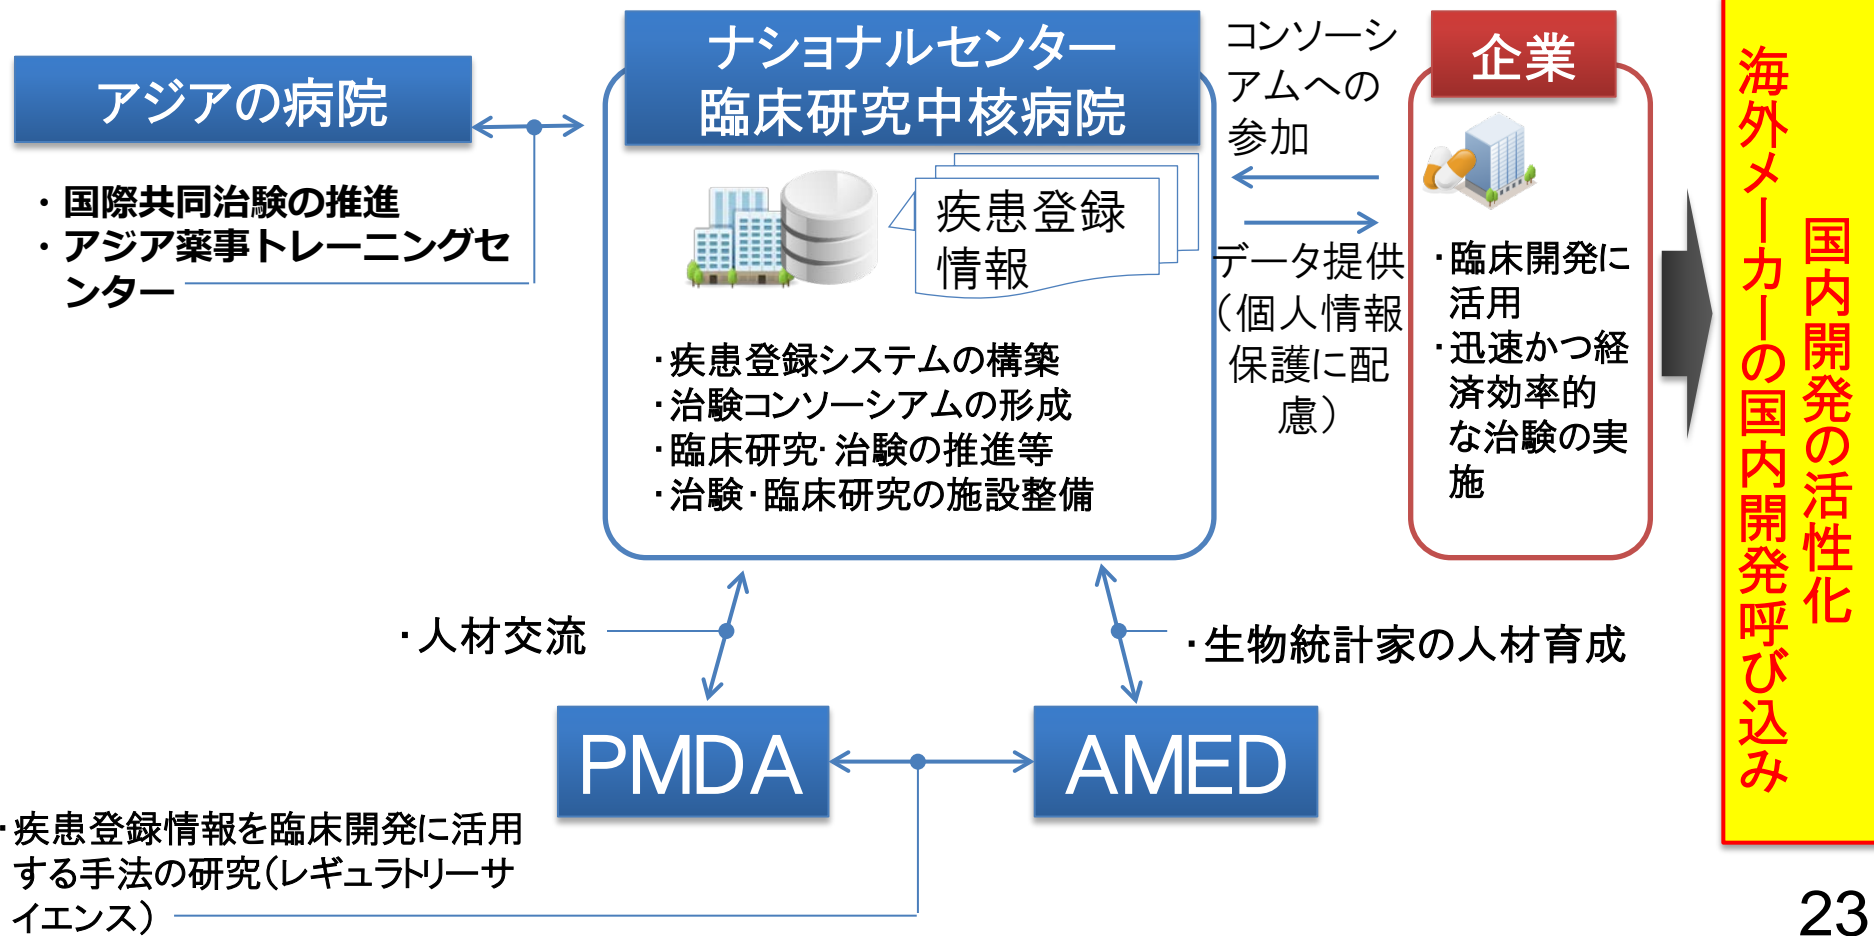 アジアの病院
・国際共同治験の推進
・アジア薬事トレーニングセ
ンター
ナショナルセンター
臨床研究中核病院
疾患登録
情報
・疾患登録システムの構築
・治験コンソーシアムの形成
・臨床研究・治験の推進等
・治験・臨床研究の施設整備
コンソーシ
アムへの
参加
データ提供
（個人情報
保護に配
慮）
企業
・臨床開発に
活用
・迅速かつ経
済効率的
な治験の実
施
国内開発の活性化
海外メーカーの国内開発呼び込み
・人材交流
・生物統計家の人材育成
PMDA
AMED
・疾患登録情報を臨床開発に活用
する手法の研究（レギュラトリーサ
イエンス）
23